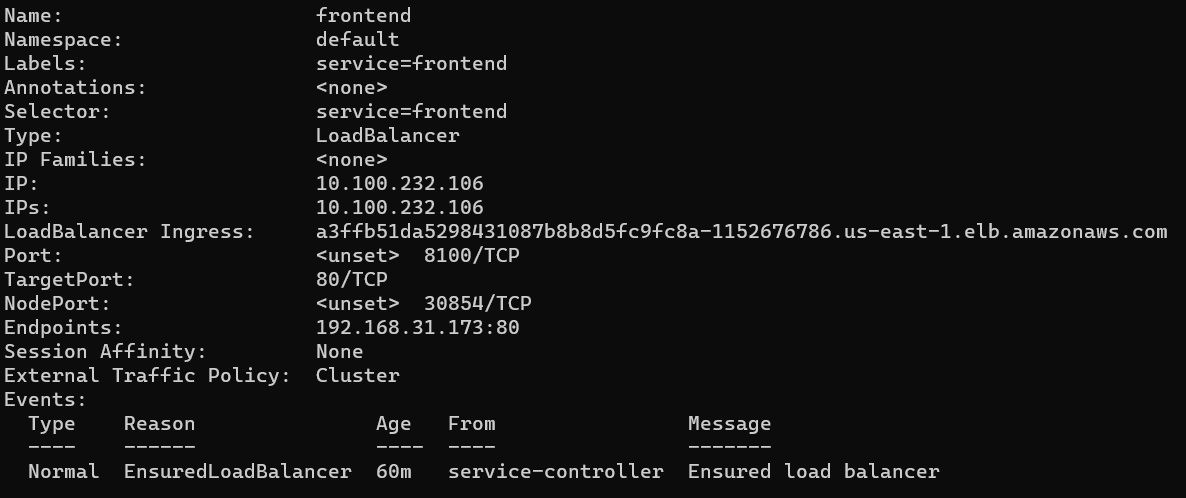 Name:                     frontend
Namespace:                default
Labels:                   service=frontend
Annotations:              <none>
Selector:                 service=frontend
Type:                     LoadBalancer
IP Families:              <none>
IP:                       10.100.232.106
IPs:                      10.100.232.106
LoadBalancer Ingress:     a3ffb51da5298431087b8b8d5fc9fc8a-1152676786.us-east-1.elb.amazonaws.com
Port:                     <unset>  8100/TCP
TargetPort:               80/TCP
NodePort:                 <unset>  30854/TCP
Endpoints:                192.168.31.173:80
Session Affinity:         None
External Traffic Policy:  Cluster
Events:
  Type    Reason               Age   From                Message
  ----    ------               ----  ----                -------
  Normal  EnsuredLoadBalancer  60m   service-controller  Ensured load balancer